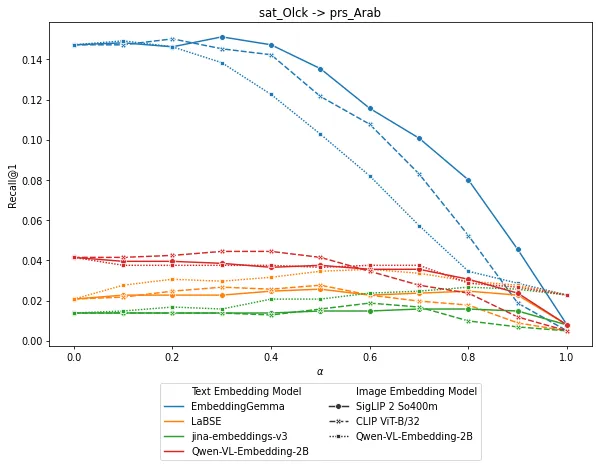 sat_Olck -> prs_Arab
Recall@1
0.14
0.12
0.10
0.08
0.06
0.04
0.02
0.00
0.0
0.2
0.4
0.6
0.8
1.0
α
Text Embedding Model
EmbeddingGemma
LaBSE
jina-embeddings-v3
Qwen-VL-Embedding-2B
Image Embedding Model
SigLIP 2 So400m
CLIP ViT-B/32
Qwen-VL-Embedding-2B